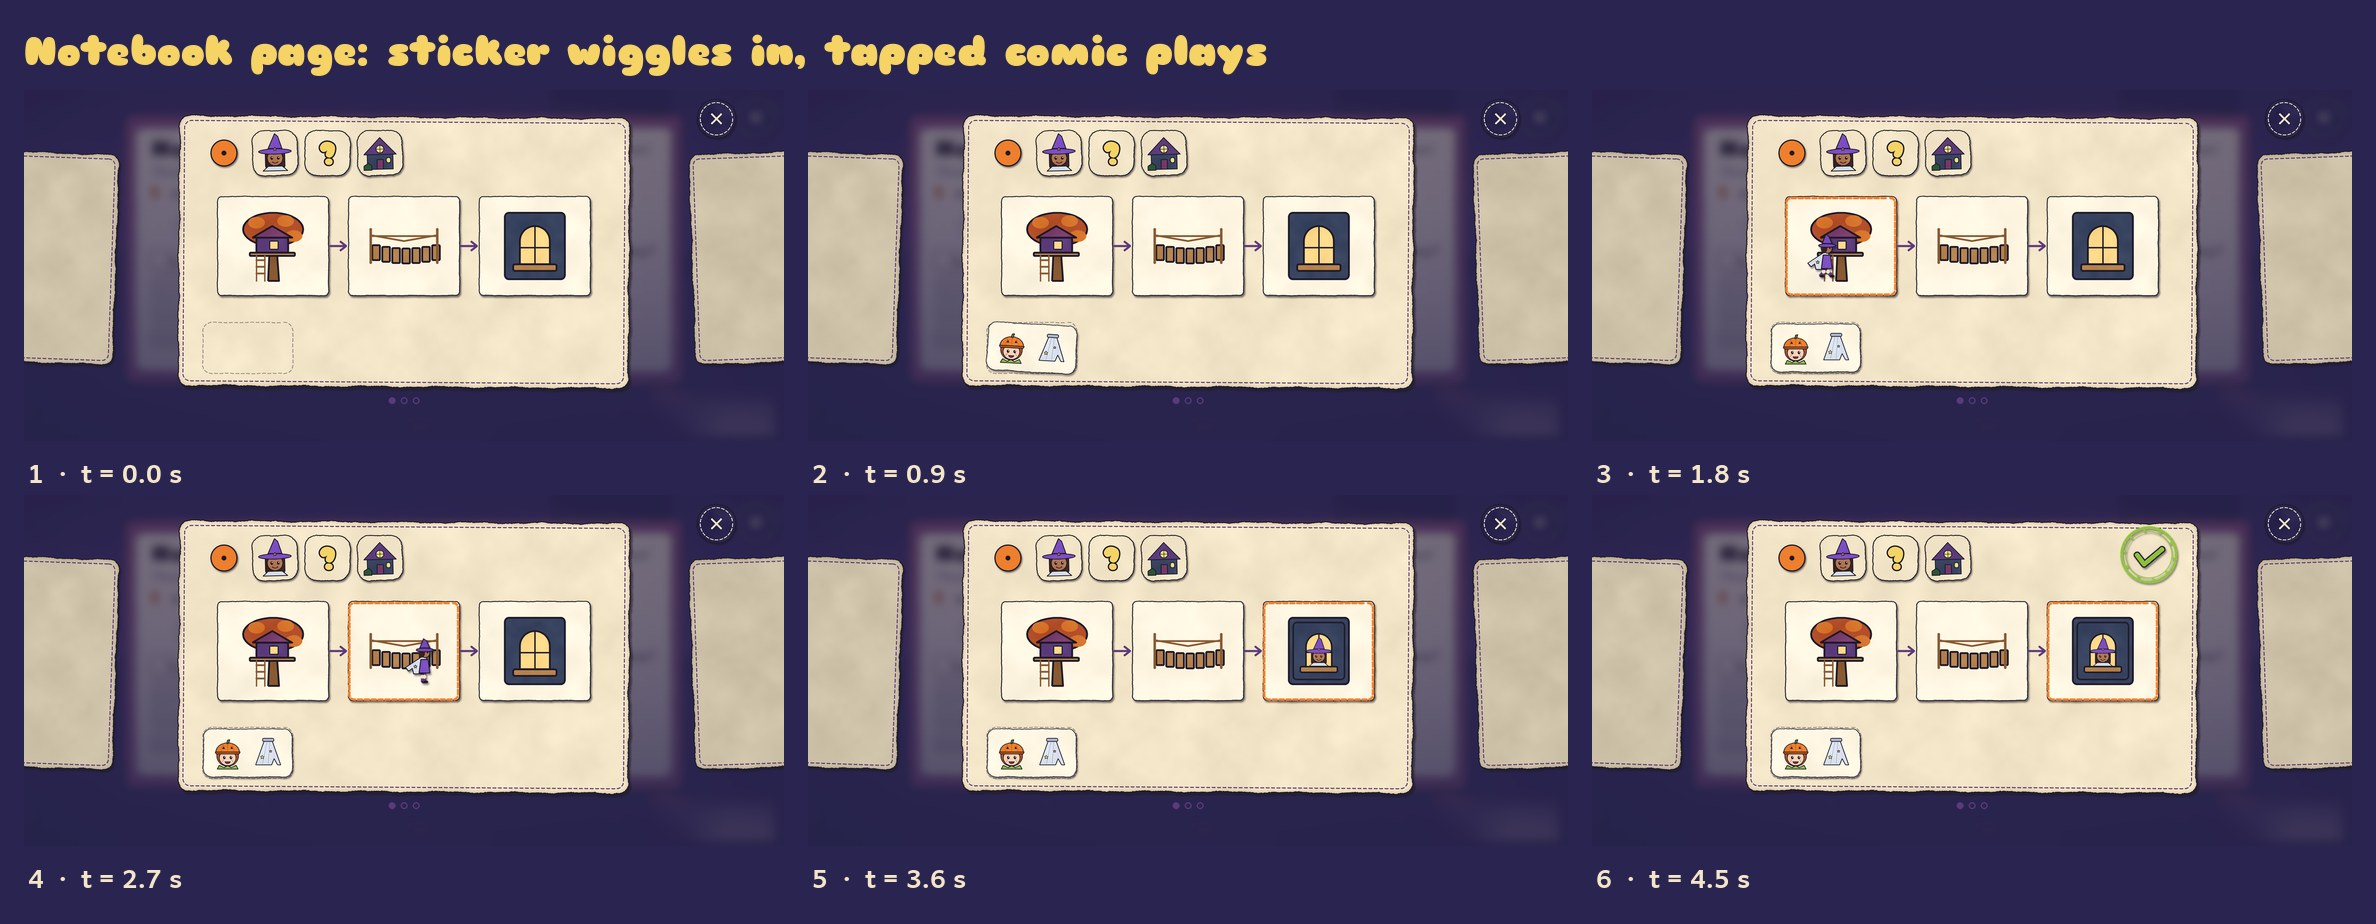 Notebook page: sticker wiggles in, tapped comic plays
1 · t = 0.0 s
2 · t = 0.9 s
3 · t = 1.8 s
4 · t = 2.7 s
5 · t = 3.6 s
6 · t = 4.5 s